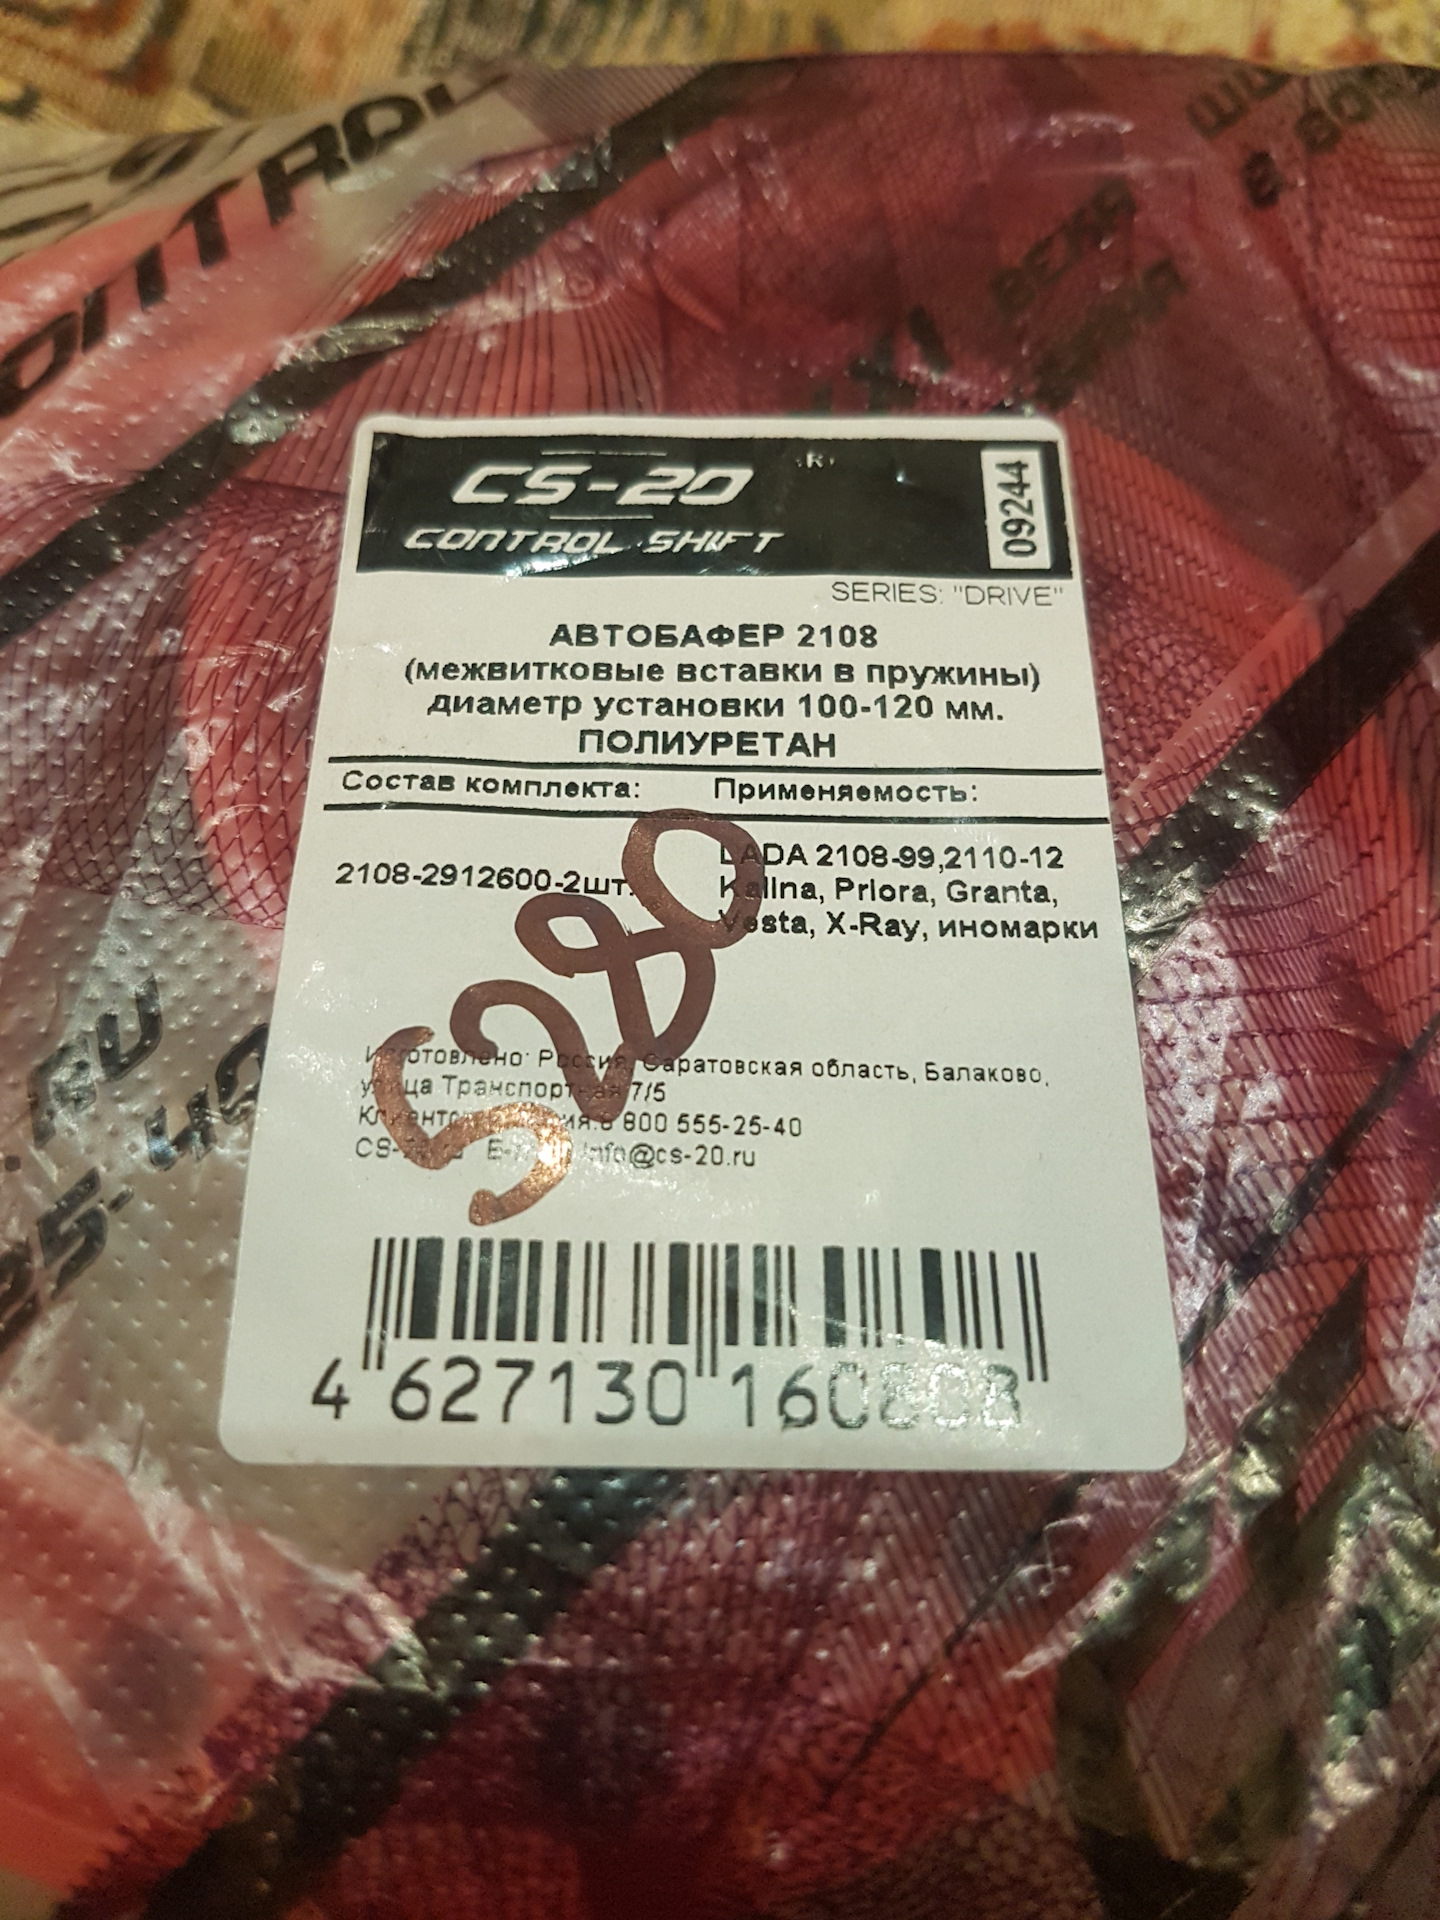 CONTROL
CS-20 (R)
CONTROL SHIFT
09244
SERIES: "DRIVE"
АВТОБАФЕР 2108
(межвитковые вставки в пружины)
диаметр установки 100-120 мм.
ПОЛИУРЕТАН
Состав комплекта: Применяемость:
2108-2912600-2шт. LADA 2108-99,2110-12
Kalina, Priora, Granta,
Vesta, X-Ray, иномарки
5280
Изготовлено: Россия, Саратовская область, Балаково,
улица Транспортная 7/5
8 800 555-25-40
info@cs-20.ru
4 627130 160808